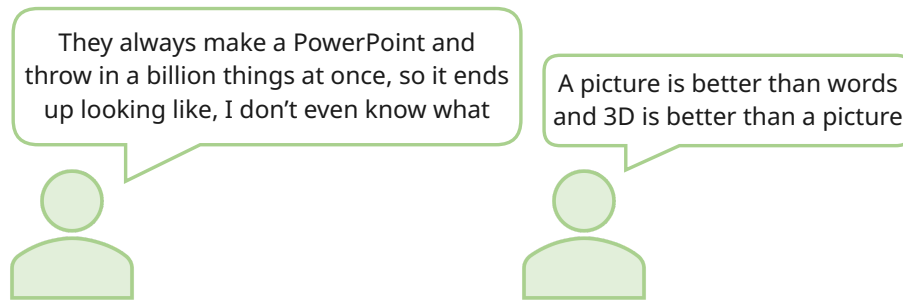 They always make a PowerPoint and
throw in a billion things at once, so it ends
up looking like, I don’t even know what
A picture is better than words
and 3D is better than a picture